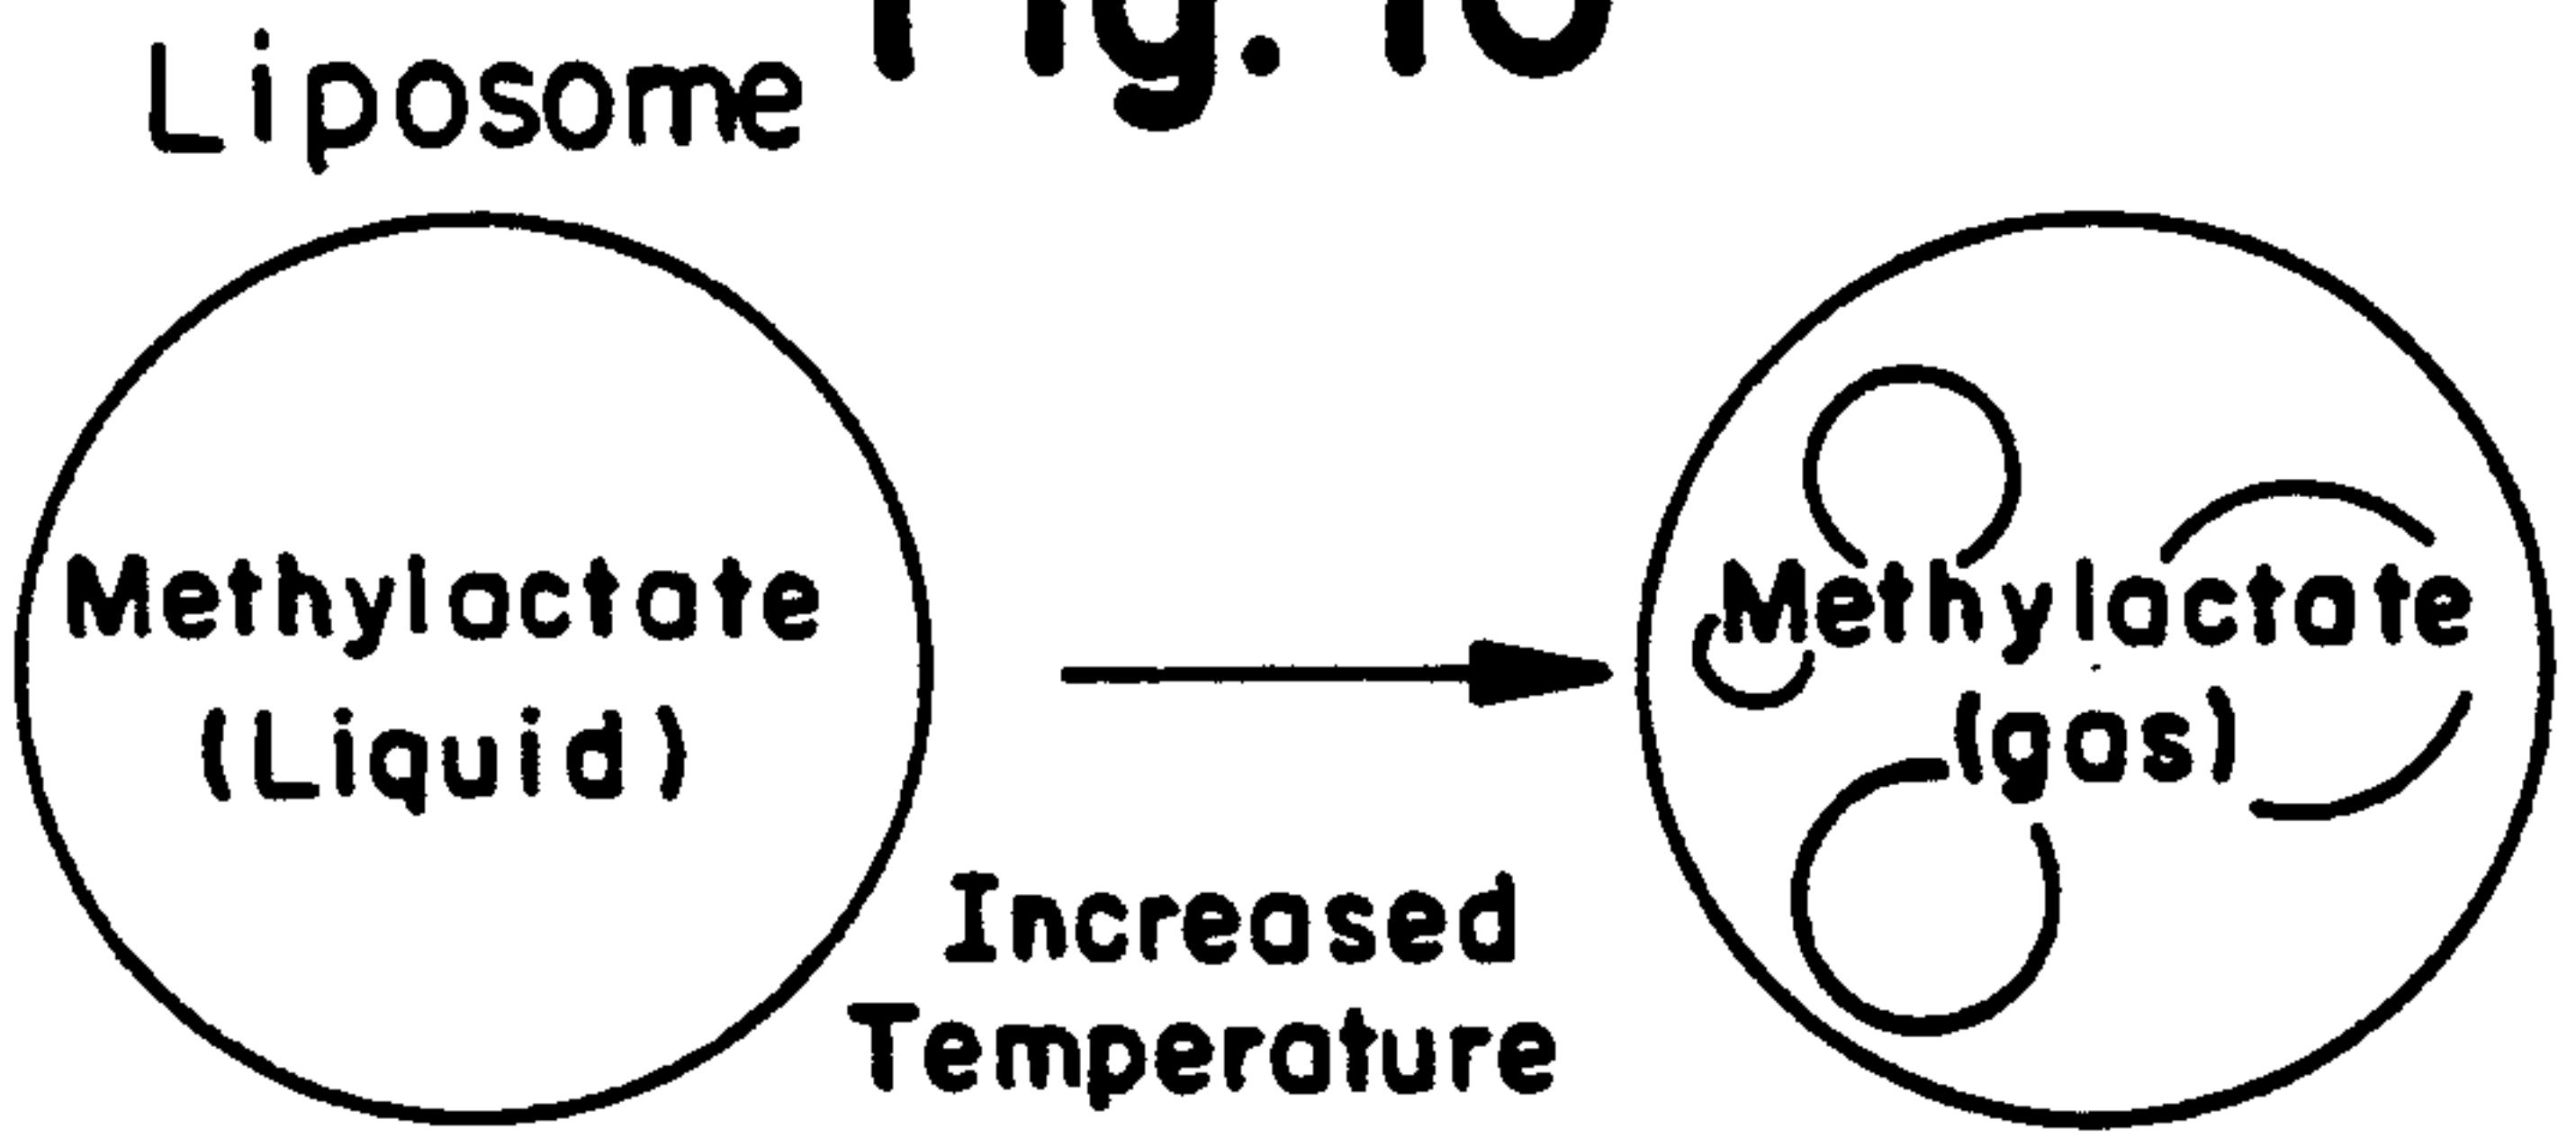 Liposome
Methylactate
(Liquid)
Increased
Temperature
Methylactate
(gas)